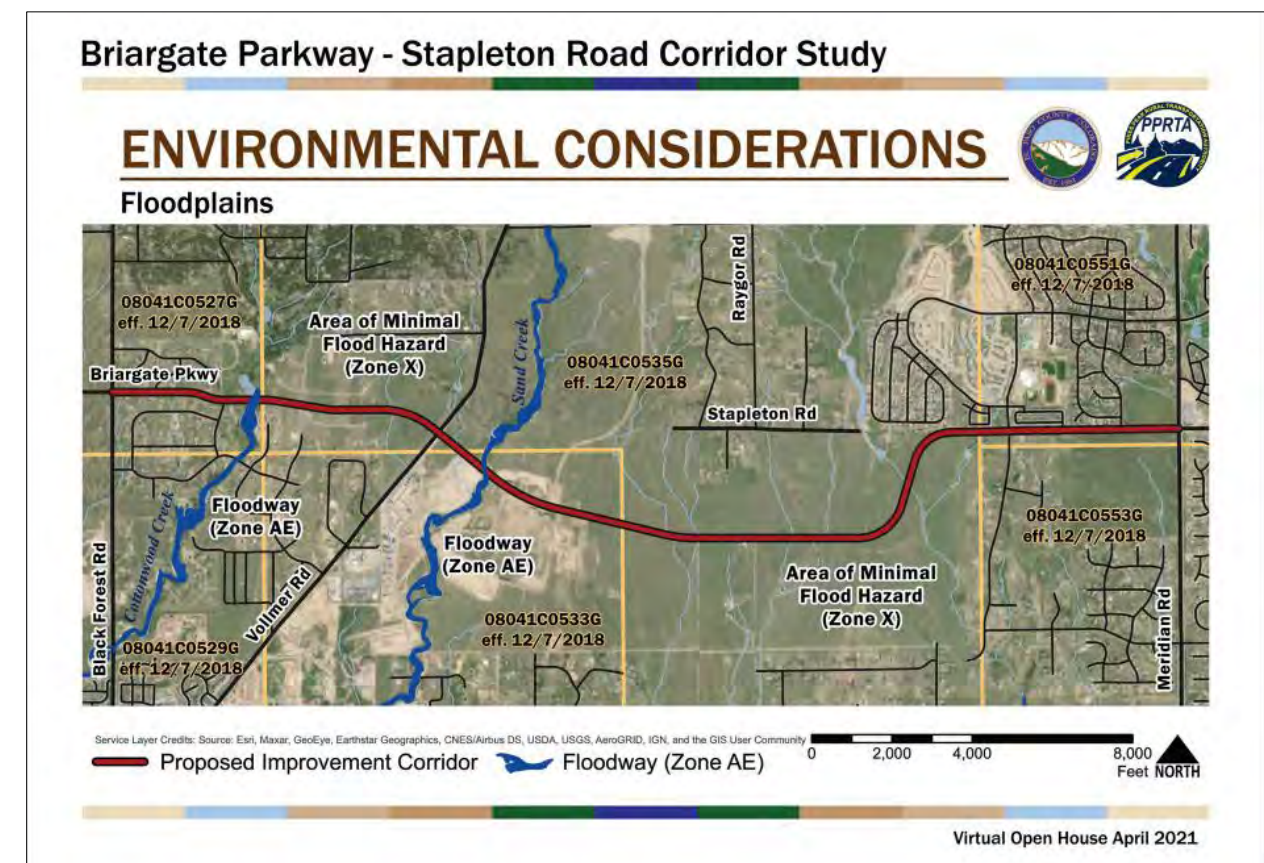 Briargate Parkway - Stapleton Road Corridor Study
ENVIRONMENTAL CONSIDERATIONS
PPRTA
Floodplains
08041C0527G
eff. 12/7/2018
Area of Minimal
Flood Hazard
(Zone X)
Sand Creek
08041C0535G
eff. 12/7/2018
Raygor Rd
08041C0551G
eff. 12/7/2018
Briargate Pkwy
Stapleton Rd
Black Forest Rd
Cottonwood Creek
Floodway
(Zone AE)
Vollmer Rd
Floodway
(Zone AE)
Area of Minimal
Flood Hazard
(Zone X)
08041C0553G
eff. 12/7/2018
Meridian Rd
08041C0529G
eff. 12/7/2018
08041C0533G
eff. 12/7/2018
Service Layer Credits: Source: Esri, Maxar, GeoEye, Earthstar Geographics, CNES/Airbus DS, USDA, USGS, AeroGRID, IGN, and the GIS User Community
Proposed Improvement Corridor
Floodway (Zone AE)
0 2,000 4,000 8,000
Feet
NORTH
Virtual Open House April 2021